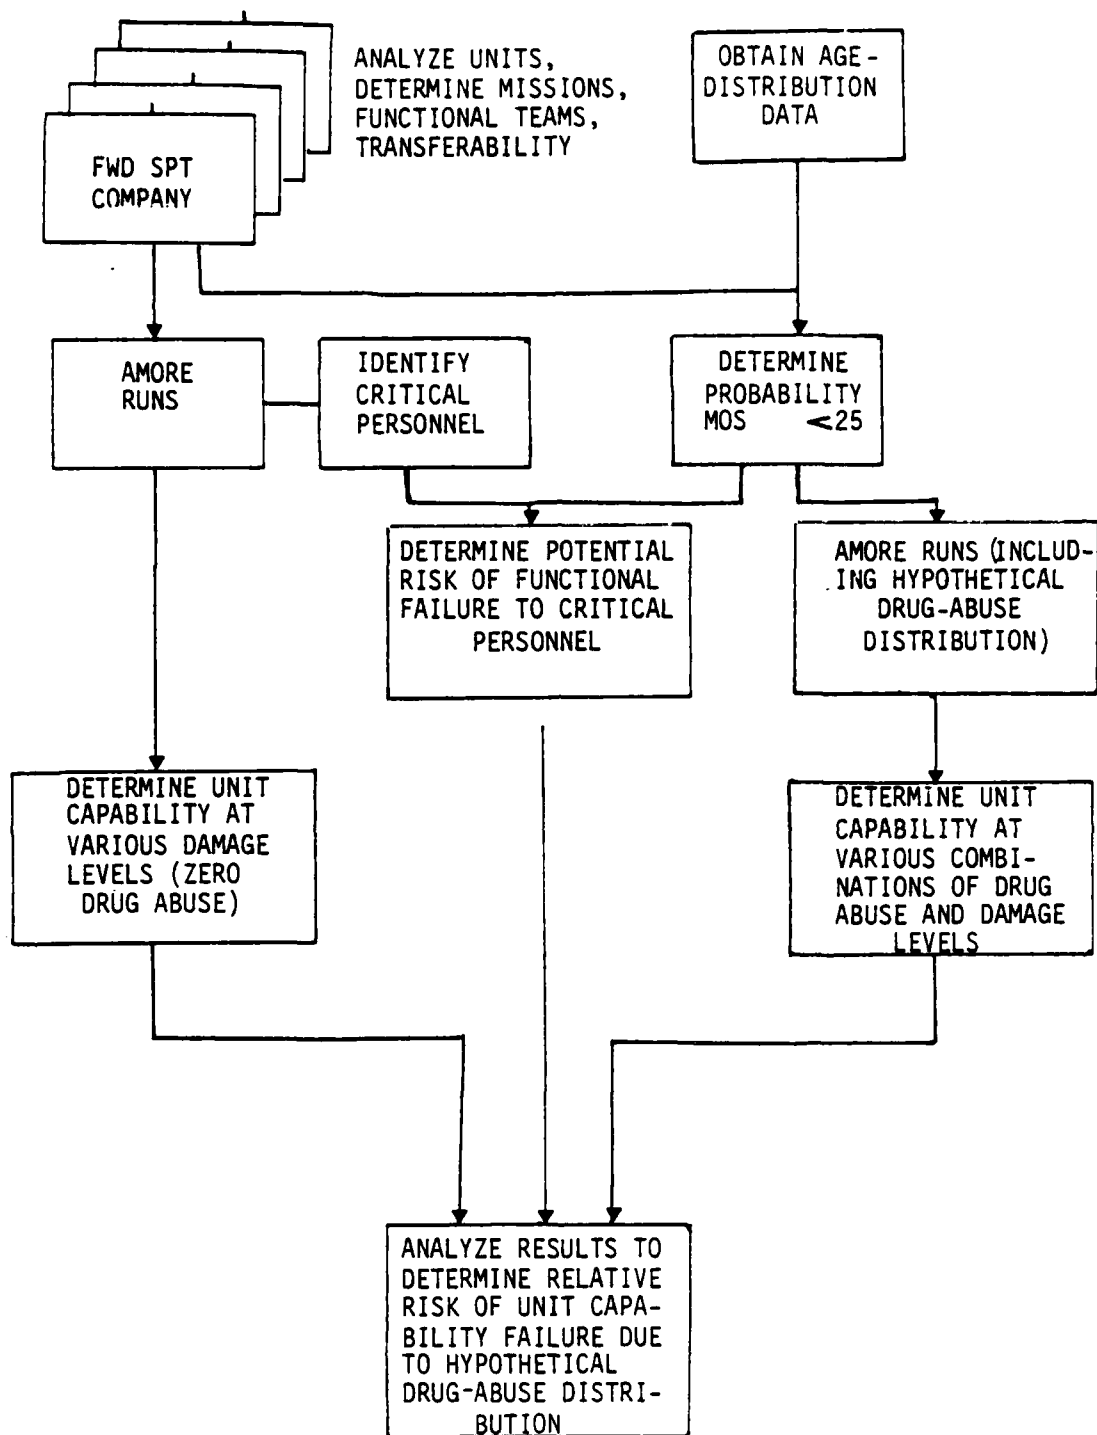 ANALYZE UNITS,
DETERMINE MISSIONS,
FUNCTIONAL TEAMS,
TRANSFERABILITY
FWD SPT
COMPANY
OBTAIN AGE-
DISTRIBUTION
DATA
AMORE
RUNS
IDENTIFY
CRITICAL
PERSONNEL
DETERMINE
PROBABILITY
MOS <25
DETERMINE POTENTIAL
RISK OF FUNCTIONAL
FAILURE TO CRITICAL
PERSONNEL
AMORE RUNS (INCLUD-
ING HYPOTHETICAL
DRUG-ABUSE
DISTRIBUTION)
DETERMINE UNIT
CAPABILITY AT
VARIOUS DAMAGE
LEVELS (ZERO
DRUG ABUSE)
DETERMINE UNIT
CAPABILITY AT
VARIOUS COMBI-
NATIONS OF DRUG
ABUSE AND DAMAGE
LEVELS
ANALYZE RESULTS TO
DETERMINE RELATIVE
RISK OF UNIT CAPA-
BILITY FAILURE DUE
TO HYPOTHETICAL
DRUG-ABUSE DISTRI-
BUTION